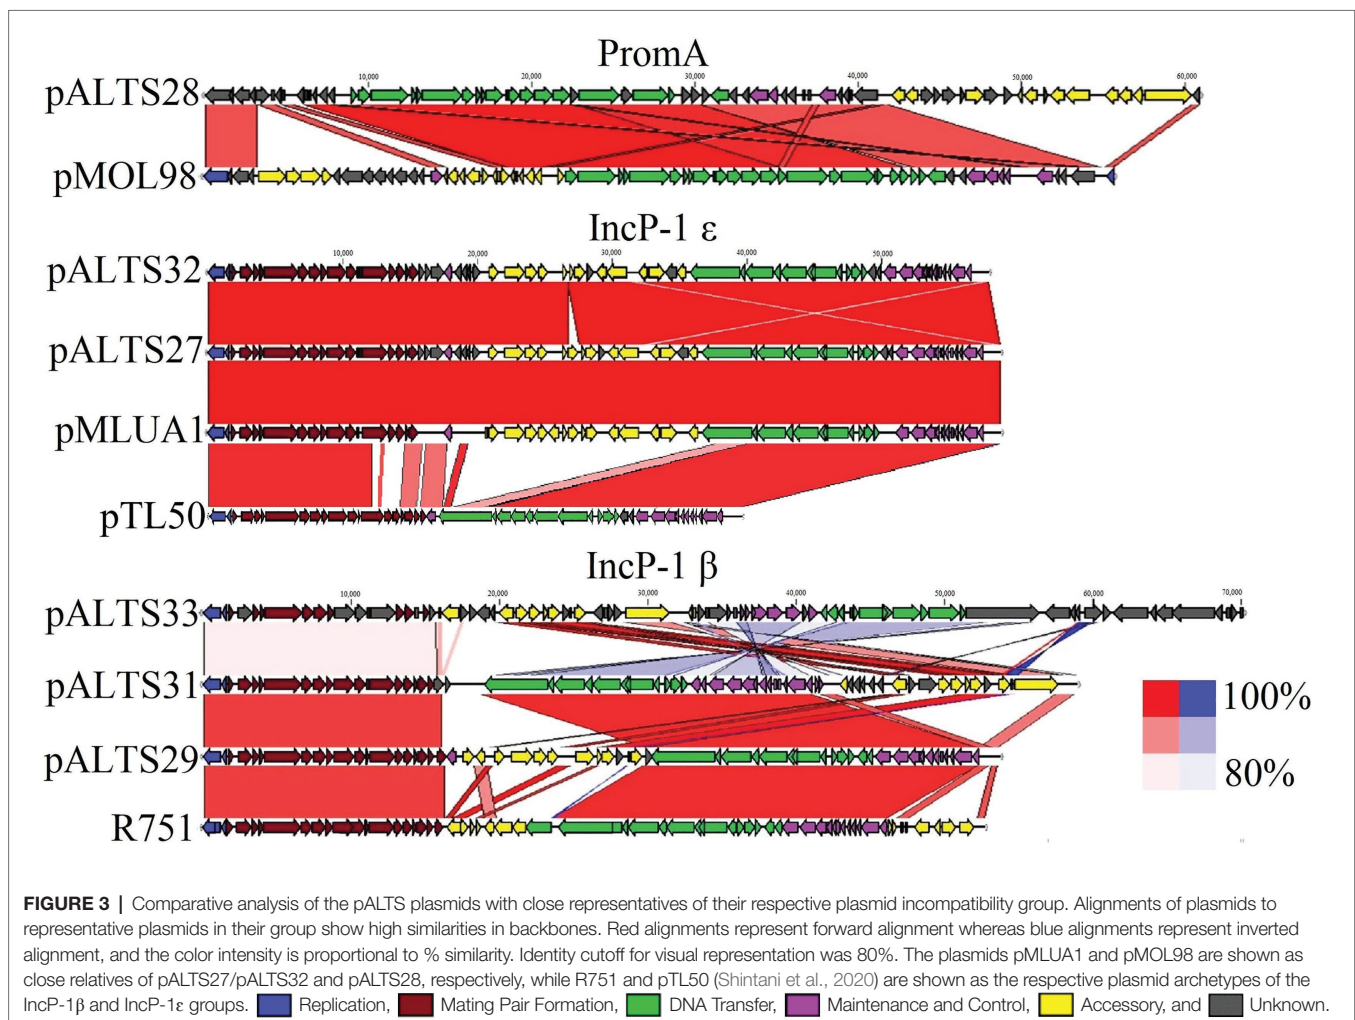 PromA
10,000 20,000 30,000 40,000 50,000 60,000
pALTS28
pMOL98
IncP-1 ε
10,000 20,000 30,000 40,000 50,000
pALTS32
pALTS27
pMLUA1
pTL50
IncP-1 β
10,000 20,000 30,000 40,000 50,000 60,000 70,000
pALTS33
pALTS31
pALTS29
R751
100%
80%
FIGURE 3 | Comparative analysis of the pALTS plasmids with close representatives of their respective plasmid incompatibility group. Alignments of plasmids to
representative plasmids in their group show high similarities in backbones. Red alignments represent forward alignment whereas blue alignments represent inverted
alignment, and the color intensity is proportional to % similarity. Identity cutoff for visual representation was 80%. The plasmids pMLUA1 and pMOL98 are shown as
close relatives of pALTS27/pALTS32 and pALTS28, respectively, while R751 and pTL50 (Shintani et al., 2020) are shown as the respective plasmid archetypes of the
IncP-1β and IncP-1ε groups. Replication, Mating Pair Formation, DNA Transfer, Maintenance and Control, Accessory, and Unknown.